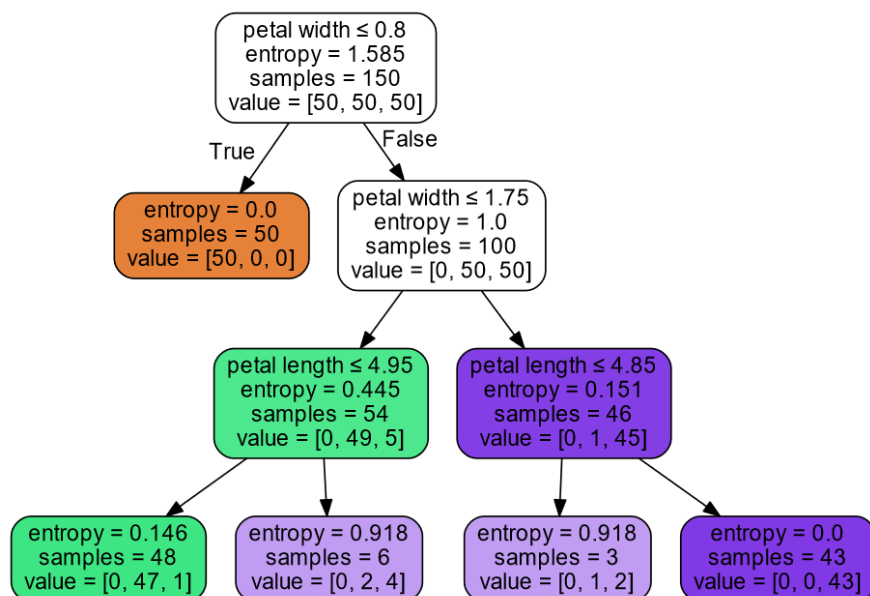 petal width ≤ 0.8
entropy = 1.585
samples = 150
value = [50, 50, 50]
True
False
entropy = 0.0
samples = 50
value = [50, 0, 0]
petal width ≤ 1.75
entropy = 1.0
samples = 100
value = [0, 50, 50]
petal length ≤ 4.95
entropy = 0.445
samples = 54
value = [0, 49, 5]
petal length ≤ 4.85
entropy = 0.151
samples = 46
value = [0, 1, 45]
entropy = 0.146
samples = 48
value = [0, 47, 1]
entropy = 0.918
samples = 6
value = [0, 2, 4]
entropy = 0.918
samples = 3
value = [0, 1, 2]
entropy = 0.0
samples = 43
value = [0, 0, 43]